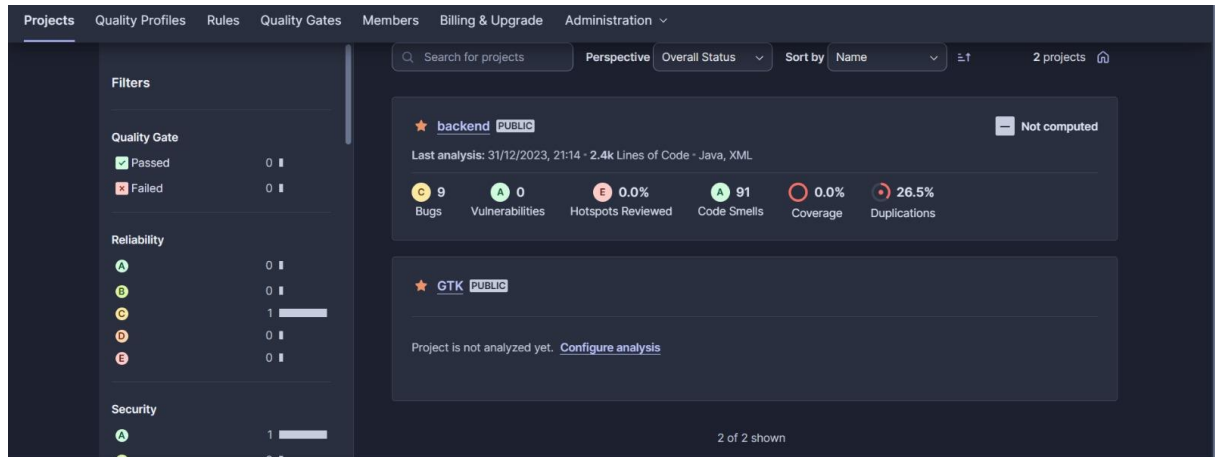 Projects Quality Profiles Rules Quality Gates Members Billing & Upgrade Administration
Search for projects Perspective Overall Status Sort by Name 2 projects
Filters
Quality Gate
Passed 0
Failed 0
Reliability
A 0
B 0
C 1
D 0
E 0
Security
A 1
backend PUBLIC Not computed
Last analysis: 31/12/2023, 21:14 · 2.4k Lines of Code · Java, XML
C 9 A 0 E 0.0% A 91 0.0% 26.5%
Bugs Vulnerabilities Hotspots Reviewed Code Smells Coverage Duplications
GTK PUBLIC
Project is not analyzed yet. Configure analysis
2 of 2 shown